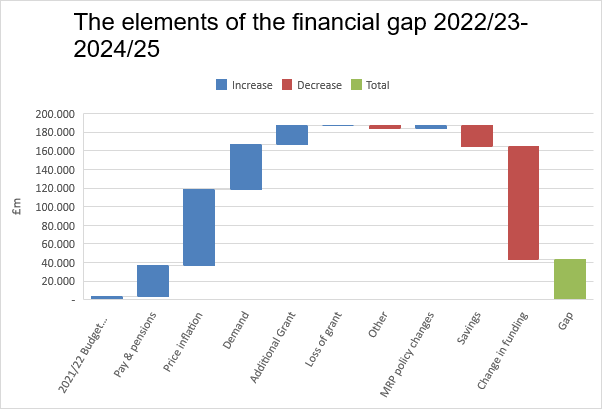 The elements of the financial gap 2022/23-
2024/25
Increase Decrease Total
200.000
180.000
160.000
140.000
120.000
100.000
80.000
60.000
40.000
20.000
-
£m
2021/22 Budget...
Pay & pensions
Price inflation
Demand
Additional Grant
Loss of grant
Other
MRP policy changes
Savings
Change in funding
Gap